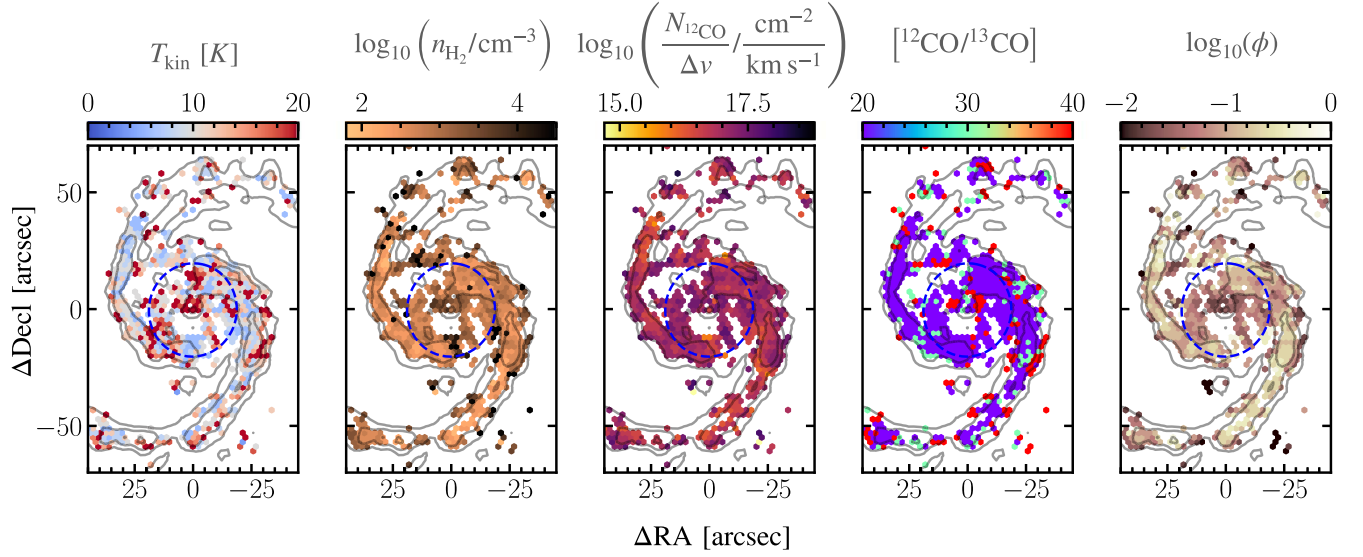 T_kin [K]
log₁₀ (n_H₂/cm⁻³)
log₁₀ (N_¹²CO/Δv / cm⁻²/km s⁻¹)
[¹²CO/¹³CO]
log₁₀(ϕ)
0 10 20
2 4
15.0 17.5
20 30 40
−2 −1 0
50
0
−50
ΔDecl [arcsec]
25 0 −25
25 0 −25
25 0 −25
25 0 −25
25 0 −25
ΔRA [arcsec]